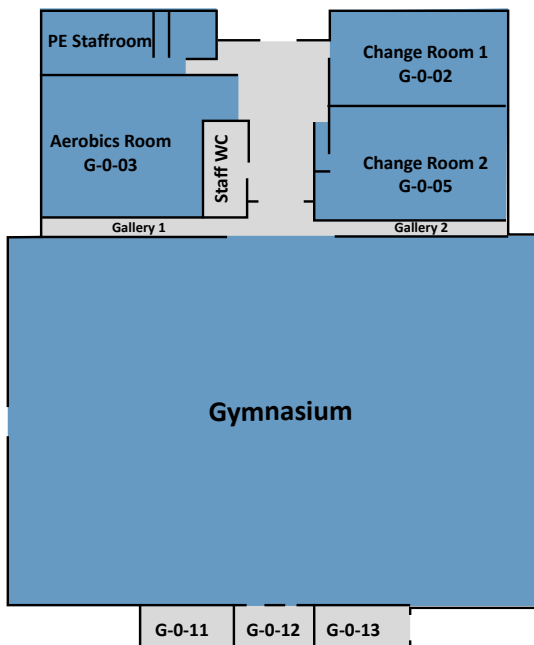 PE Staffroom
Change Room 1
G-0-02
Aerobics Room
G-0-03
Staff WC
Change Room 2
G-0-05
Gallery 1
Gallery 2
Gymnasium
G-0-11
G-0-12
G-0-13